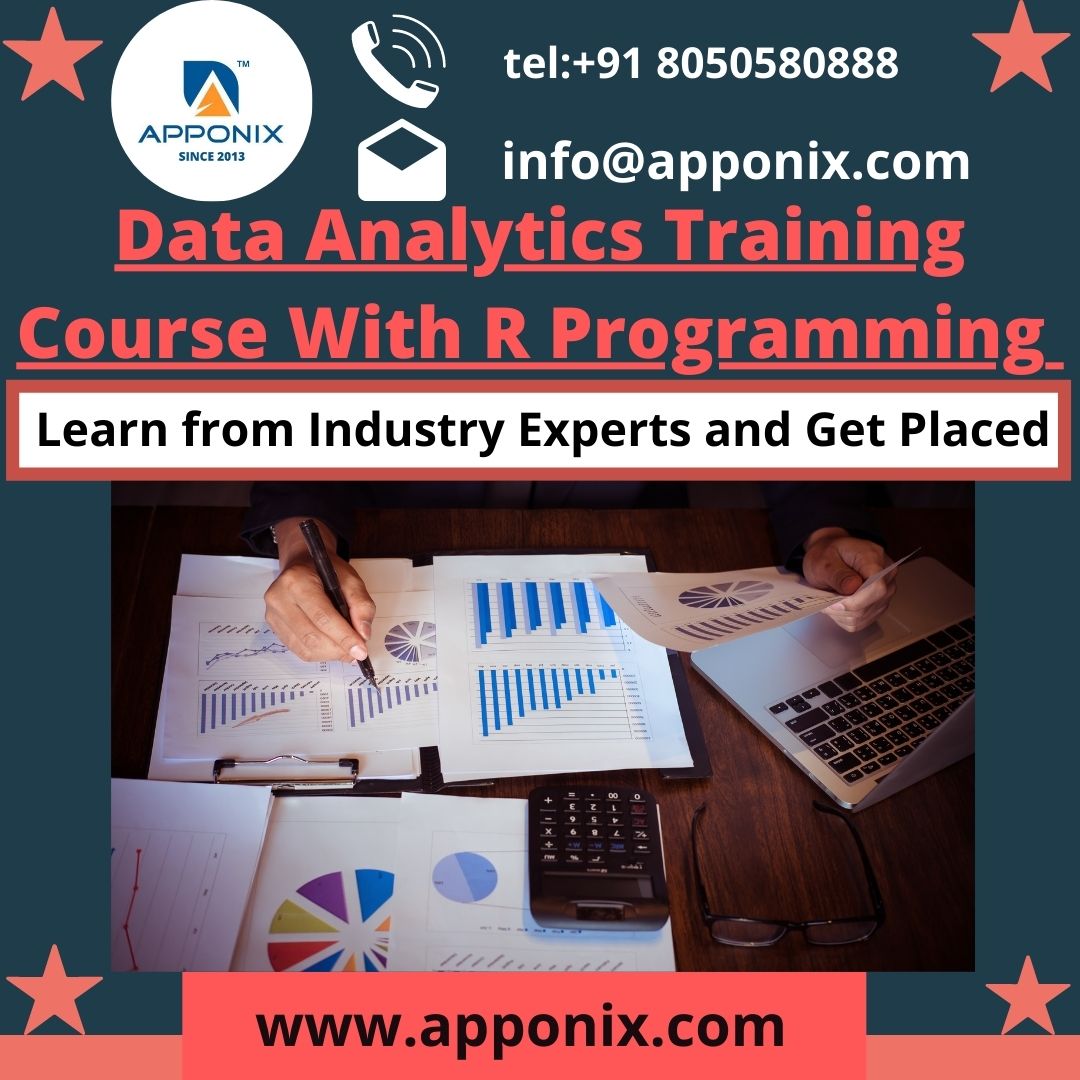 TM
APPONIX
SINCE 2013
tel:+91 8050580888
info@apponix.com
Data Analytics Training
Course With R Programming
Learn from Industry Experts and Get Placed
www.apponix.com